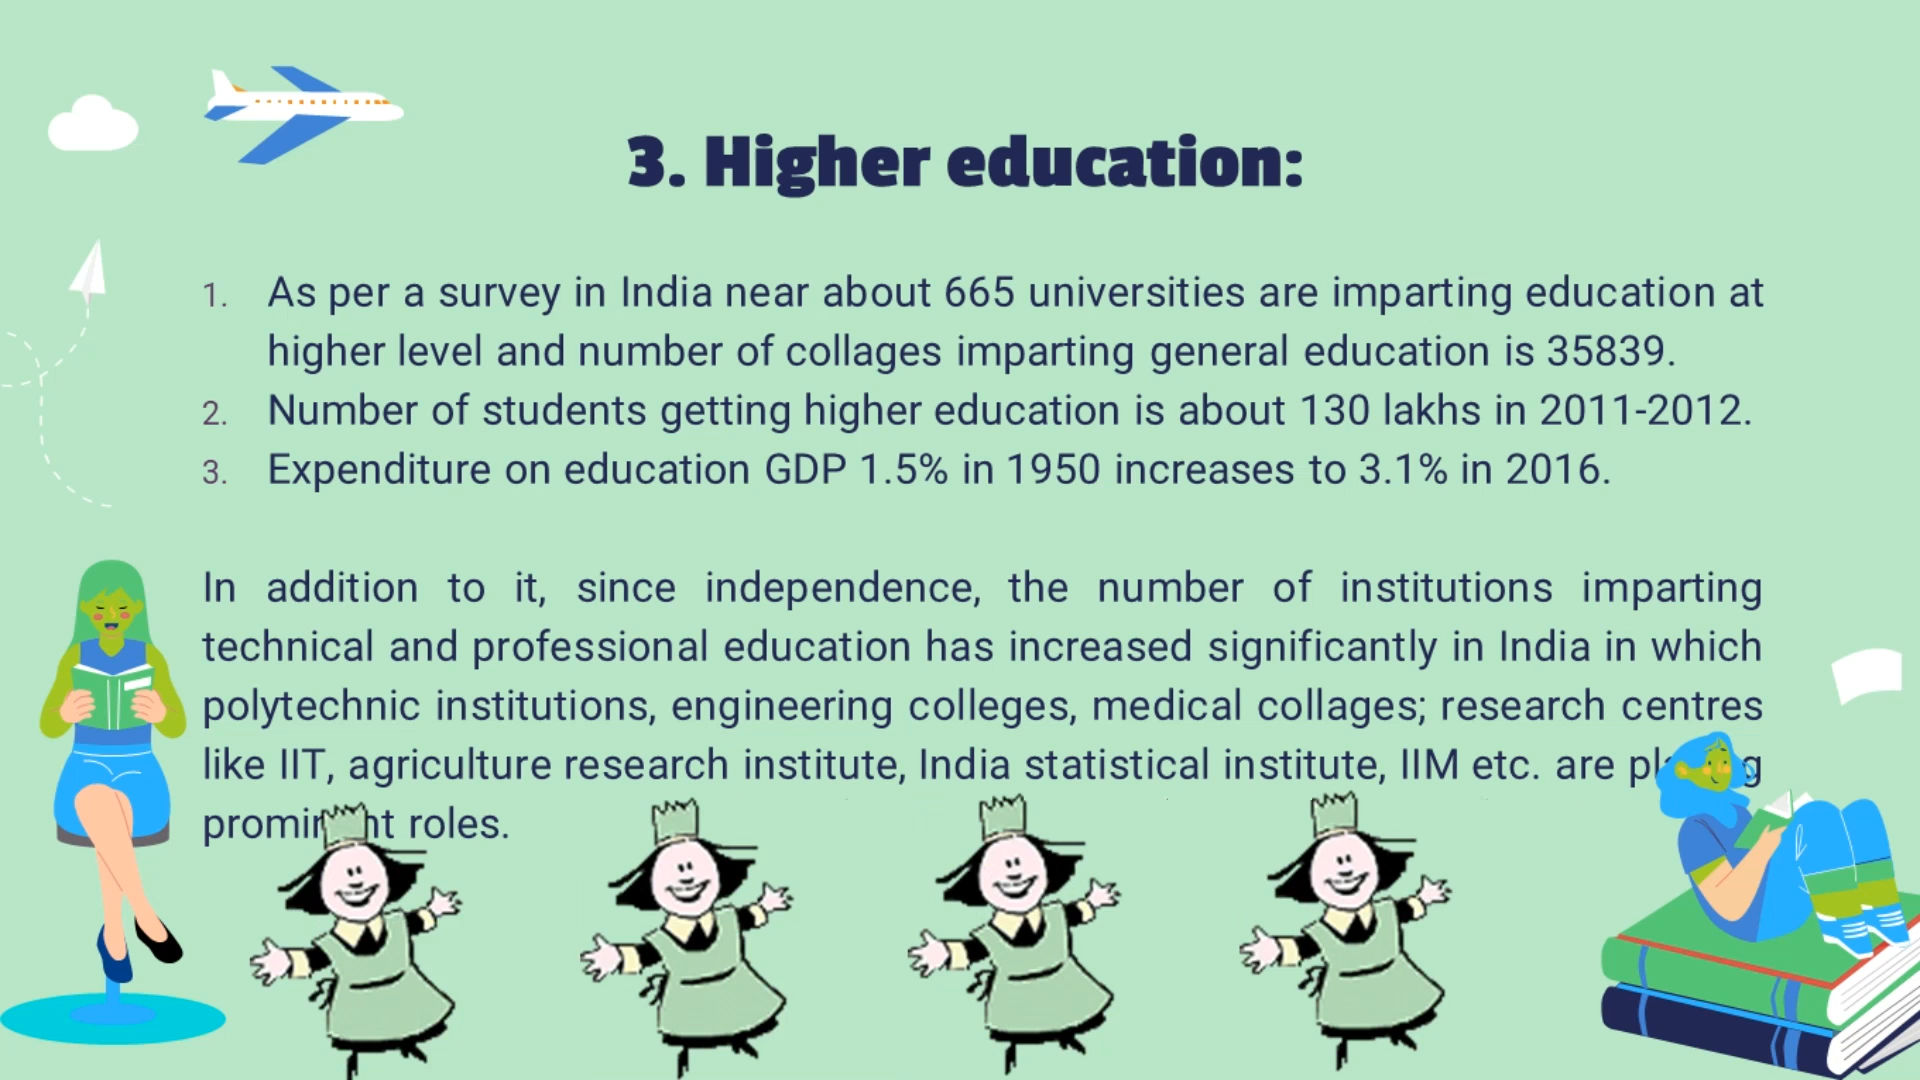 3. Higher education:
1. As per a survey in India near about 665 universities are imparting education at
higher level and number of collages imparting general education is 35839.
2. Number of students getting higher education is about 130 lakhs in 2011-2012.
3. Expenditure on education GDP 1.5% in 1950 increases to 3.1% in 2016.
In addition to it, since independence, the number of institutions imparting
technical and professional education has increased significantly in India in which
polytechnic institutions, engineering colleges, medical collages; research centres
like IIT, agriculture research institute, India statistical institute, IIM etc. are
roles.